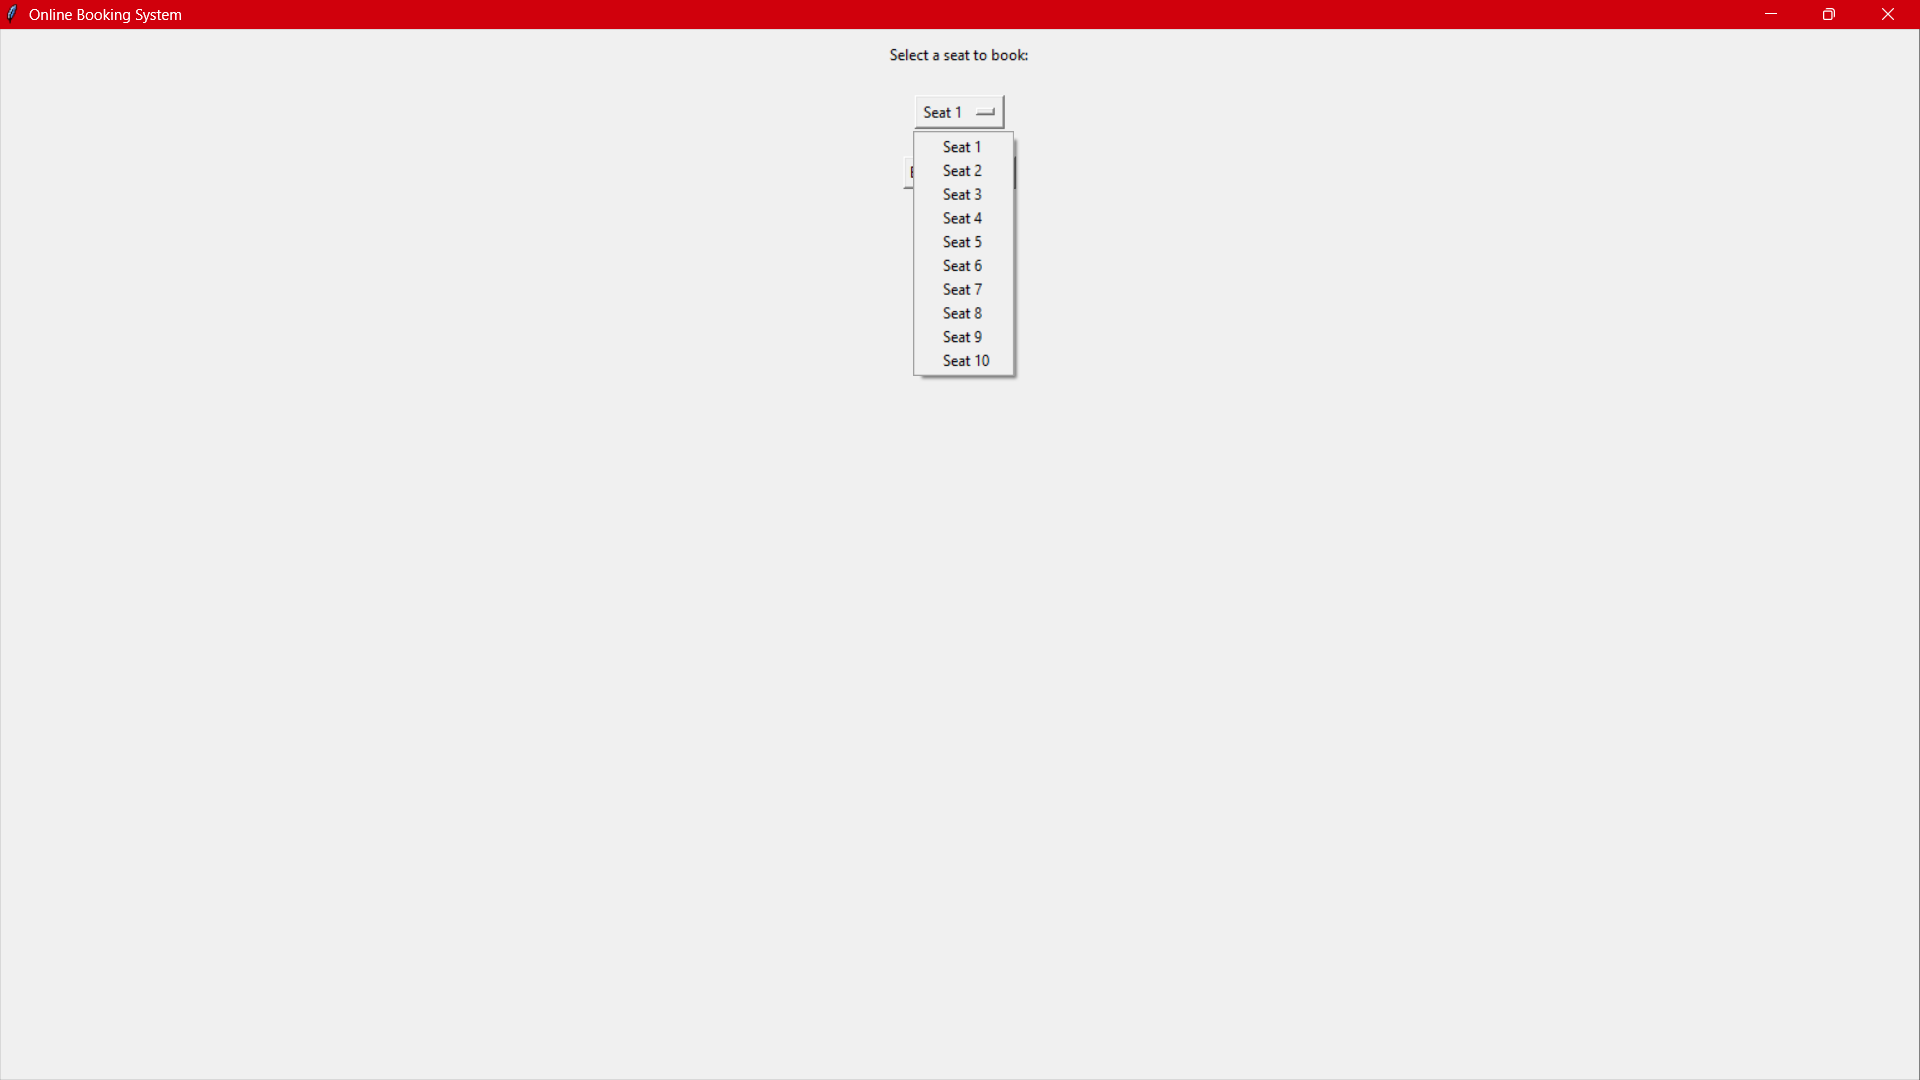 Online Booking System
Select a seat to book:
Seat 1
Seat 1
Seat 2
Seat 3
Seat 4
Seat 5
Seat 6
Seat 7
Seat 8
Seat 9
Seat 10